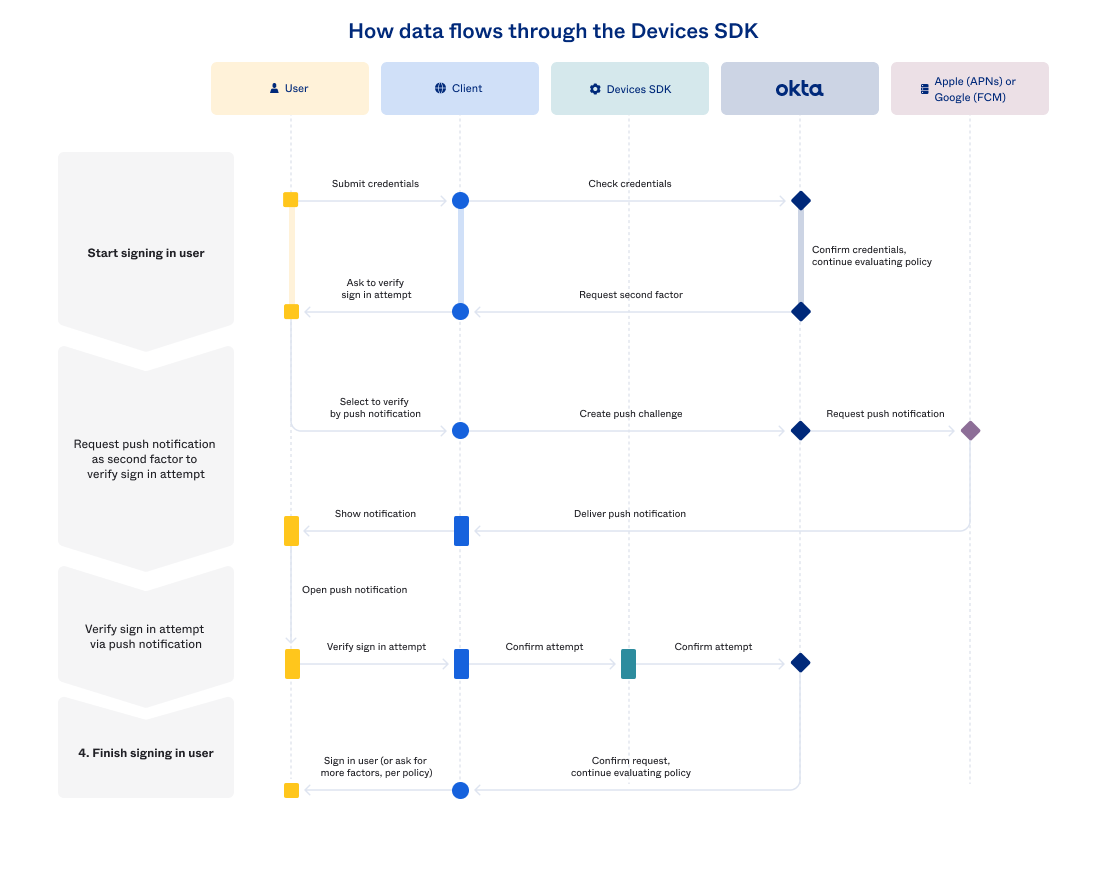 How data flows through the Devices SDK
User
Client
Devices SDK
okta
Apple (APNs) or
Google (FCM)
Start signing in user
Submit credentials
Check credentials
Confirm credentials,
continue evaluating policy
Ask to verify
sign in attempt
Request second factor
Request push notification
as second factor to
verify sign in attempt
Select to verify
by push notification
Create push challenge
Request push notification
Show notification
Deliver push notification
Open push notification
Verify sign in attempt
via push notification
Verify sign in attempt
Confirm attempt
Confirm attempt
4. Finish signing in user
Sign in user (or ask for
more factors, per policy)
Confirm request,
continue evaluating policy